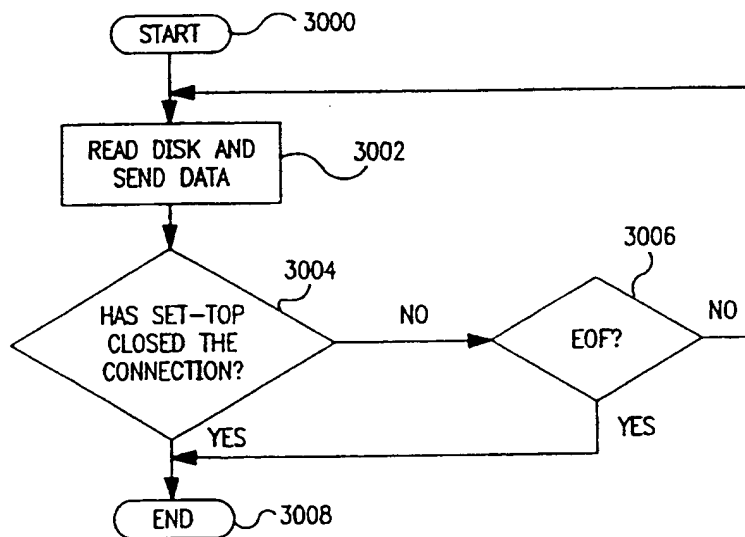 START
3000
READ DISK AND
SEND DATA
3002
HAS SET-TOP
CLOSED THE
CONNECTION?
3004
NO
EOF?
3006
NO
YES
YES
END
3008